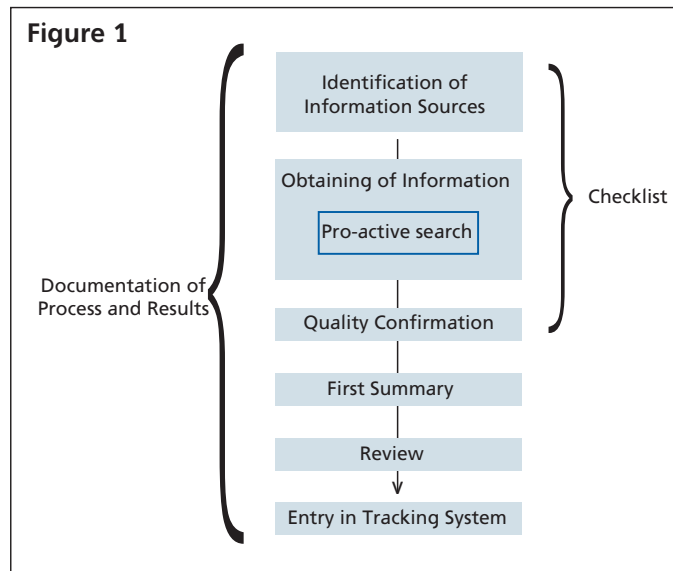 Figure 1
Identification of
Information Sources
Obtaining of Information
Pro-active search
Checklist
Documentation of
Process and Results
Quality Confirmation
First Summary
Review
Entry in Tracking System